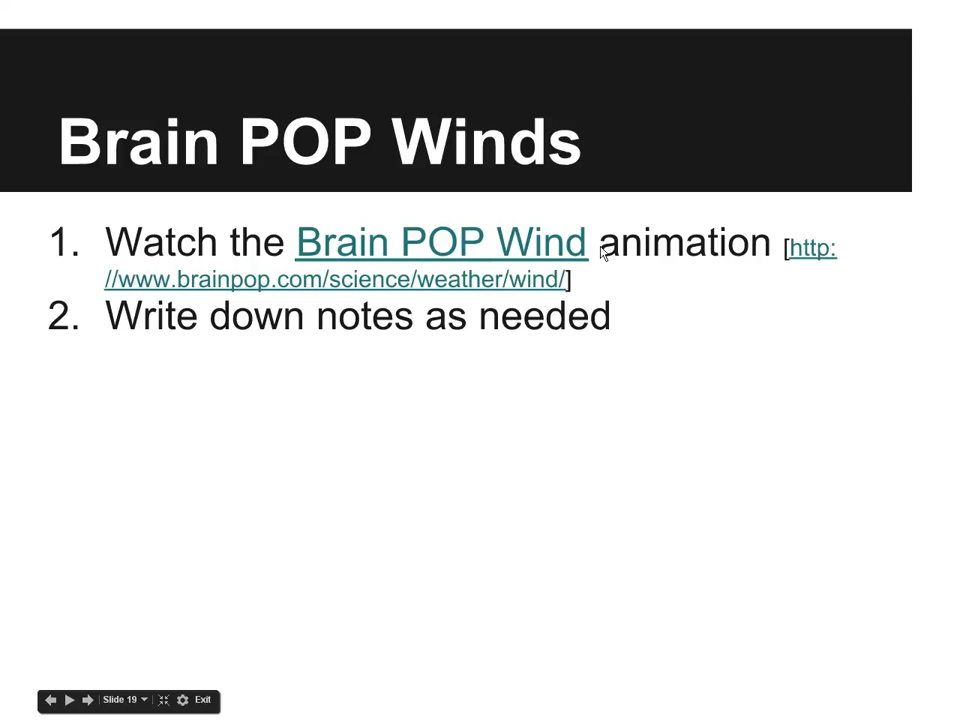 Brain POP Winds
1. Watch the Brain POP Wind animation [http:
//www.brainpop.com/science/weather/wind/]
2. Write down notes as needed
Slide 19 Exit